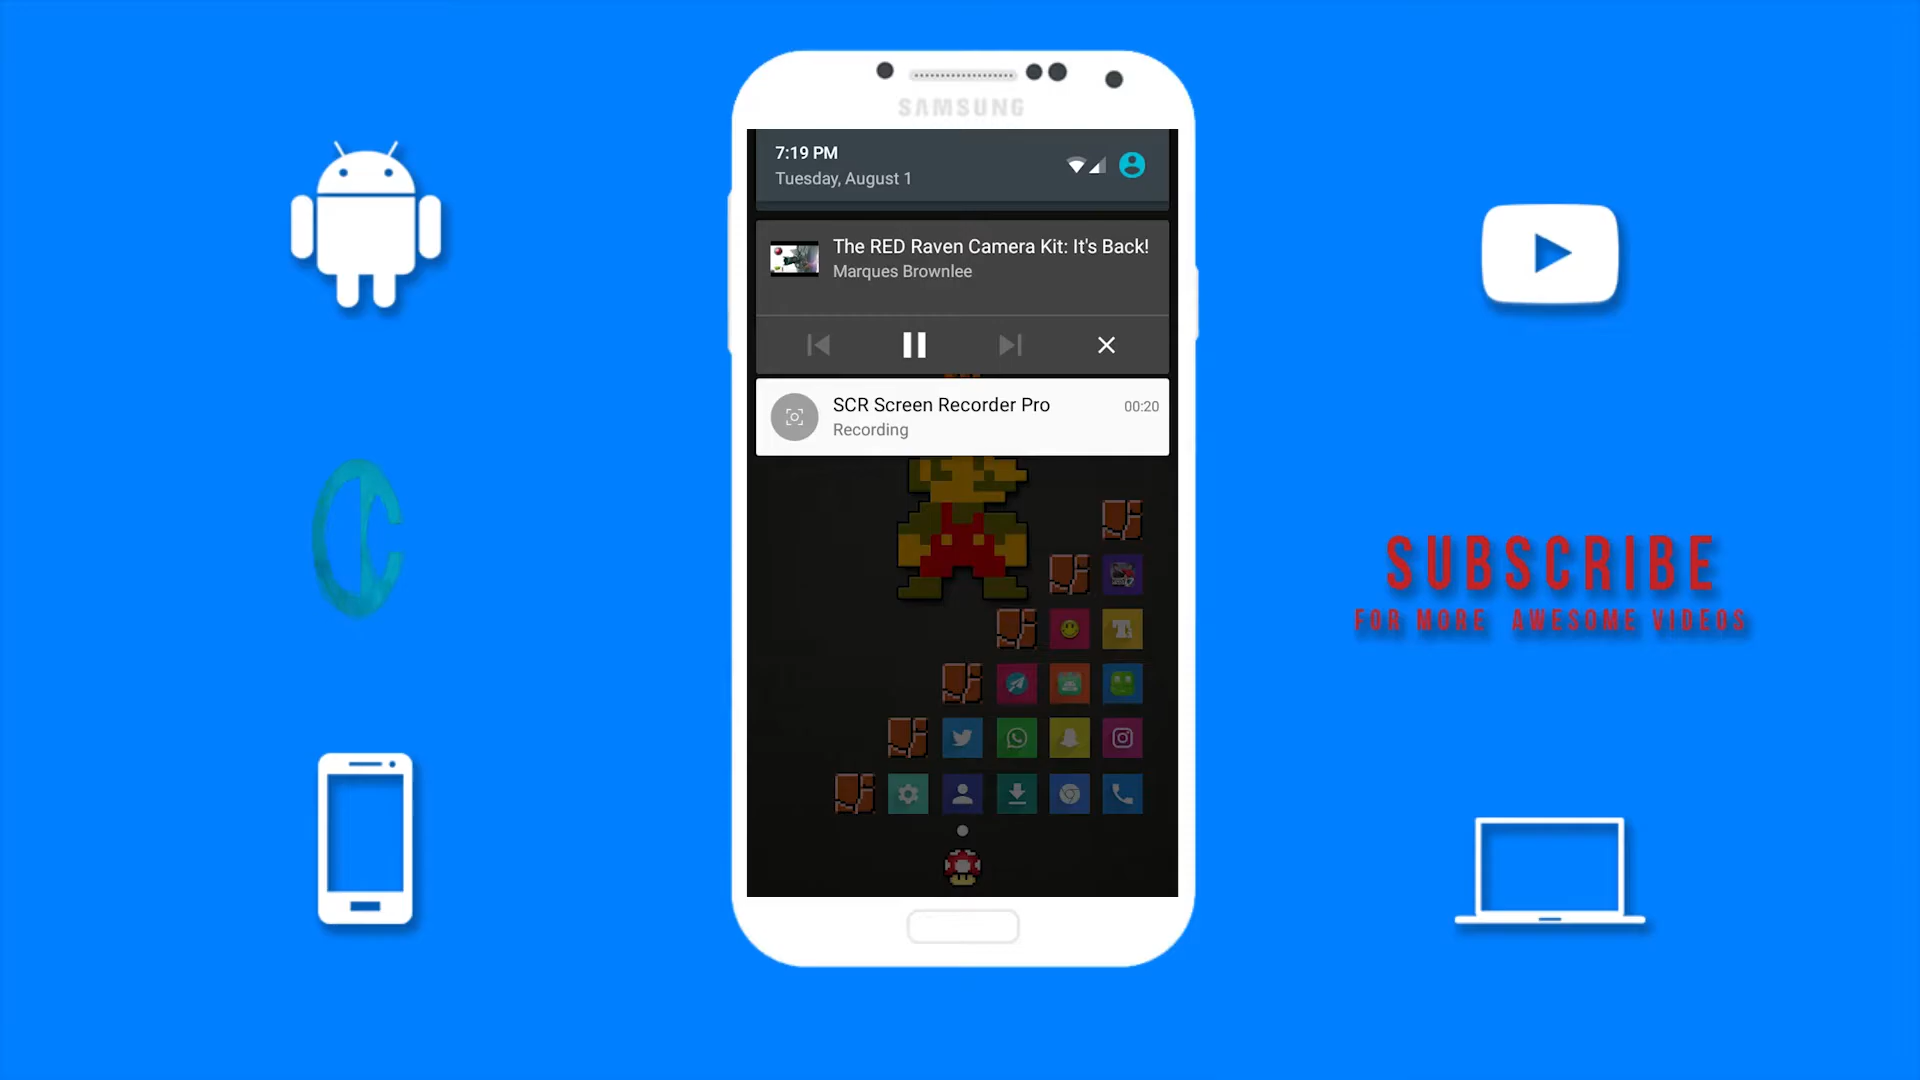 SAMSUNG
7:19 PM
Tuesday, August 1
The RED Raven Camera Kit: It's Back!
Marques Brownlee
SCR Screen Recorder Pro
00:20
Recording
SUBSCRIBE
FOR MORE AWESOME VIDEOS